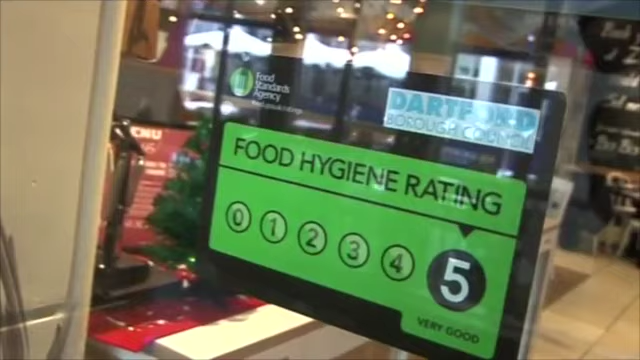 Food
Standards
Agency
DARTFORD
BOROUGH COUNCIL
FOOD HYGIENE RATING
0 1 2 3 4 5
VERY GOOD